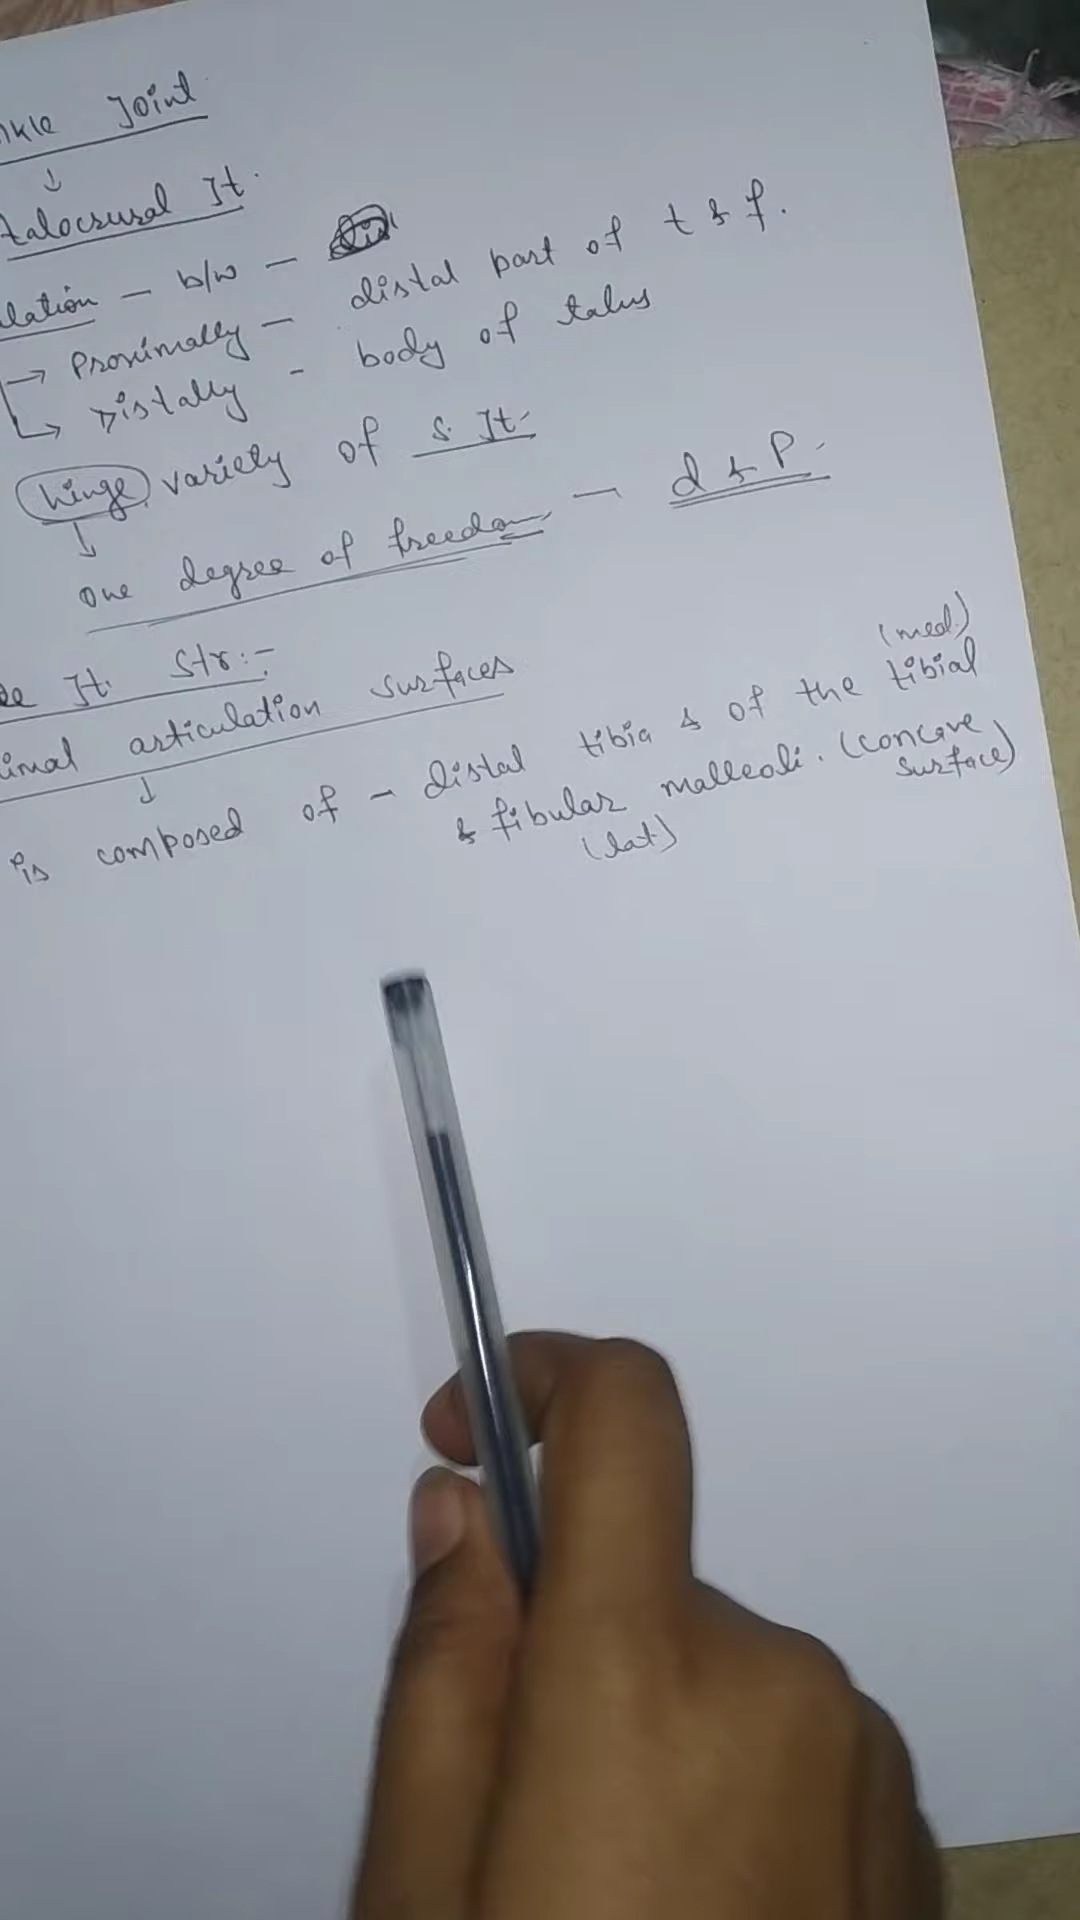 nkle Joint
↓
talocrural Jt.
ulation – b/w –
→ Proximally – distal part of t & f.
→ Distally - body of talus
hinge variety of s. Jt.
↓
one degree of freedom – d & P.
Jt. Str:-
imal articulation surfaces
↓
(med)
is composed of – distal tibia & of the tibial
& fibular malleoli. (concave
surface)
(lat)